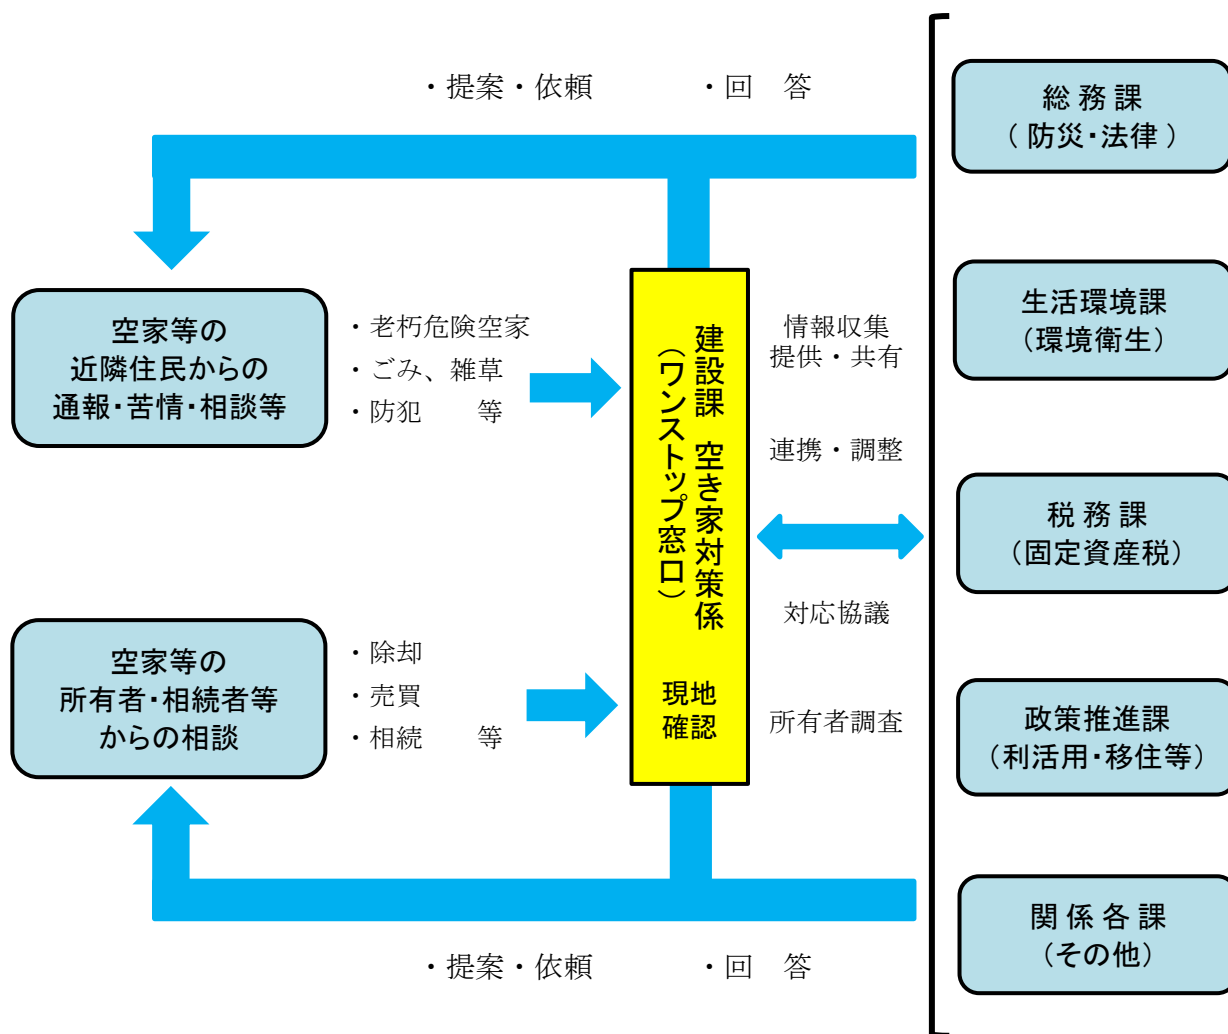 ・提案・依頼　　　・回　答
空家等の
近隣住民からの
通報・苦情・相談等
・老朽危険空家
・ごみ、雑草
・防犯　　等
空家等の
所有者・相続者等
からの相談
・除却
・売買
・相続　　等
建設課 空き家対策係
（ワンストップ窓口）
現地
確認
情報収集
提供・共有
連携・調整
対応協議
所有者調査
総務課
（防災・法律）
生活環境課
（環境衛生）
税務課
（固定資産税）
政策推進課
（利活用・移住等）
関係各課
（その他）
・提案・依頼　　　・回　答